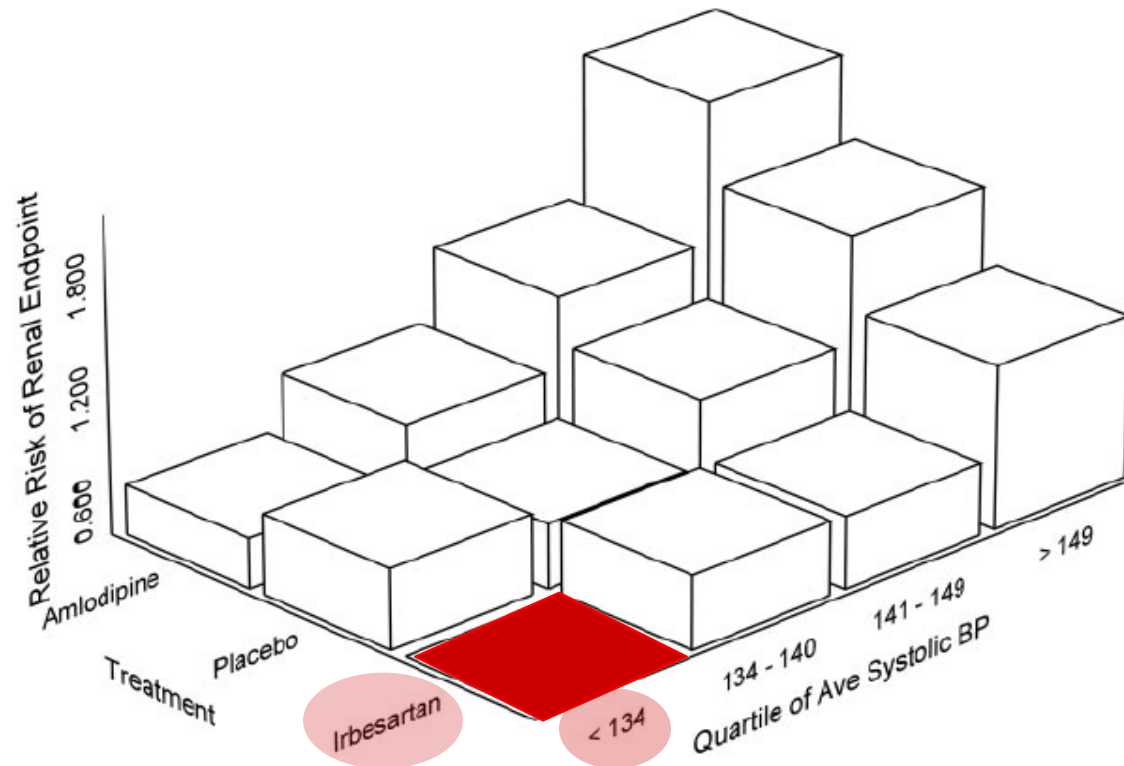 Relative Risk of Renal Endpoint
1.800
1.200
0.600
Amlodipine
Placebo
Irbesartan
Treatment
< 134
134 - 140
141 - 149
> 149
Quartile of Ave Systolic BP